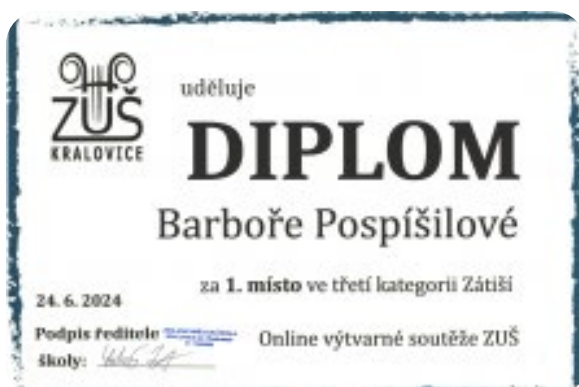 ZUŠ
KRALOVICE
uděluje
DIPLOM
Barboře Pospíšilové
za 1. místo ve třetí kategorii Zátiší
24. 6. 2024
Online výtvarné soutěže ZUŠ
Podpis ředitele
školy: